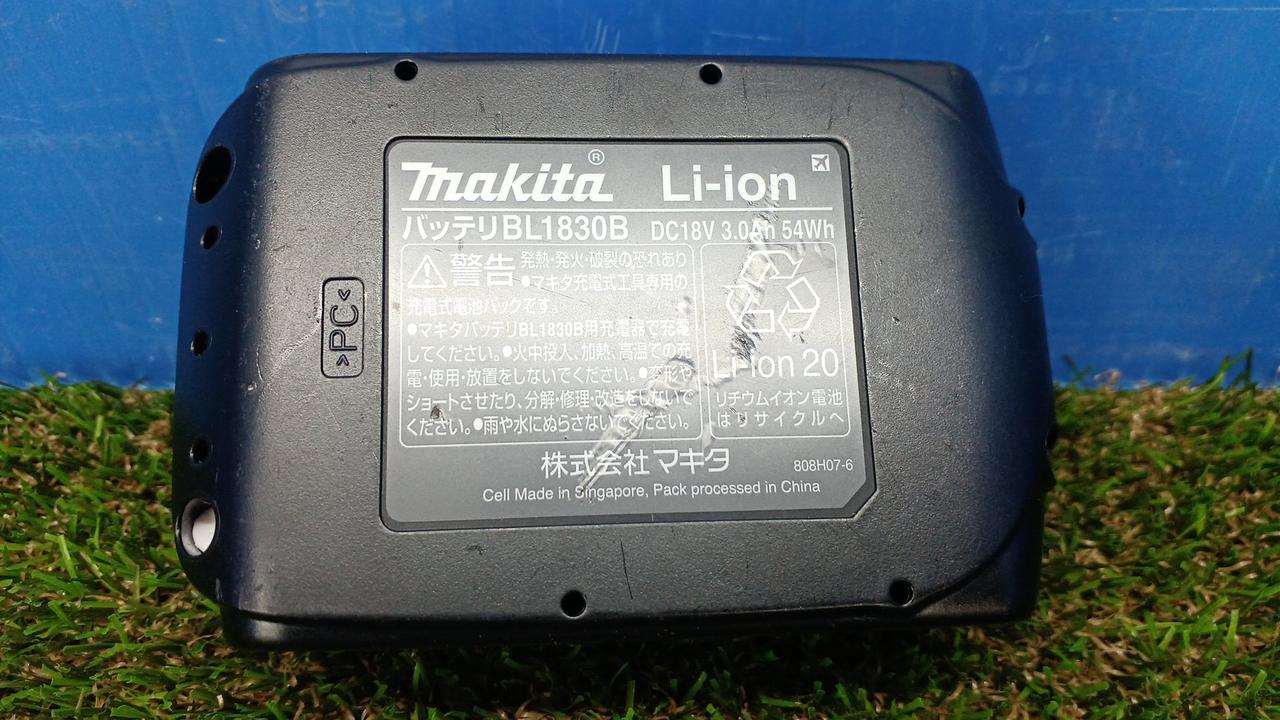 makita® Li-ion
バッテリBL1830B DC18V 3.0Ah 54Wh
警告 発熱・発火・破裂の恐れあり
●マキタ充電式工具専用の
充電式電池パックです。
●マキタバッテリBL1830B用充電器で充電
してください。●火中投入、加熱、高温での充
電・使用・放置をしないでください。●変形や
ショートさせたり、分解・修理・改造をしないで
ください。●雨や水にぬらさないでください。
Li-ion 20
リチウムイオン電池
はリサイクルへ
株式会社マキタ 808H07-6
Cell Made in Singapore, Pack processed in China
>PC<